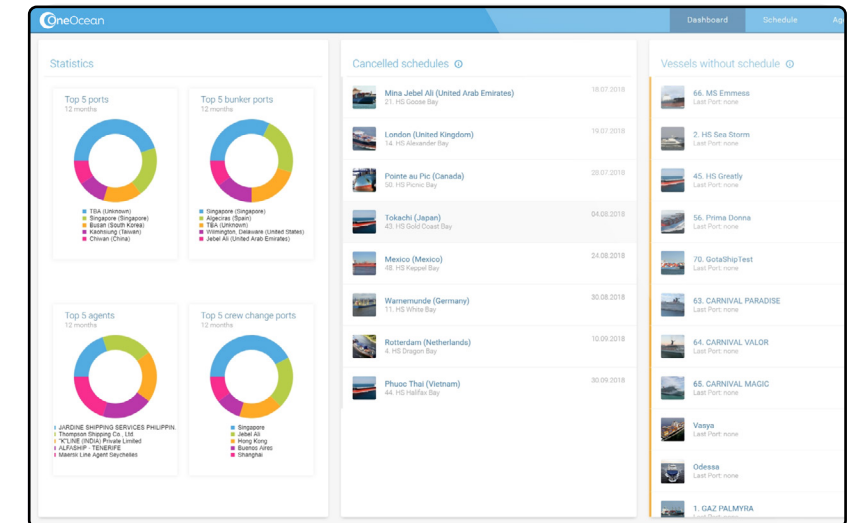 OneOcean
Dashboard
Schedule
Statistics
Top 5 ports
12 months
TBA (Unknown)
Singapore (Singapore)
Busan (South Korea)
Kaohsiung (Taiwan)
Chiwan (China)
Top 5 bunker ports
12 months
Singapore (Singapore)
Algeciras (Spain)
TBA (Unknown)
Wilmington, Delaware (United States)
Jebel Ali (United Arab Emirates)
Top 5 agents
12 months
JARDINE SHIPPING SERVICES PHILIPPIN.
Thompson Shipping Co., Ltd
"K"LINE (INDIA) Private Limited
ALFASHIP - TENERIFE
Maersk Line Agent Seychelles
Top 5 crew change ports
12 months
Singapore
Jebel Ali
Hong Kong
Buenos Aires
Shanghai
Cancelled schedules
Mina Jebel Ali (United Arab Emirates)
18.07.2018
21. HS Goose Bay
London (United Kingdom)
19.07.2018
14. HS Alexander Bay
Pointe au Pic (Canada)
20.07.2018
50. HS Picnic Bay
Tokachi (Japan)
04.08.2018
43. HS Gold Coast Bay
Mexico (Mexico)
24.08.2018
48. HS Keppel Bay
Warnemunde (Germany)
30.08.2018
11. HS White Bay
Rotterdam (Netherlands)
10.09.2018
4. HS Dragon Bay
Phuoc Thai (Vietnam)
30.09.2018
44. HS Halifax Bay
Vessels without schedule
66. MS Emmess
Last Port: none
2. HS Sea Storm
Last Port: none
45. HS Greatly
Last Port: none
56. Prima Donna
Last Port: none
70. GotaShipTest
Last Port: none
63. CARNIVAL PARADISE
Last Port: none
64. CARNIVAL VALOR
Last Port: none
65. CARNIVAL MAGIC
Last Port: none
Vasya
Last Port: none
Odessa
Last Port: none
1. GAZ PALMYRA